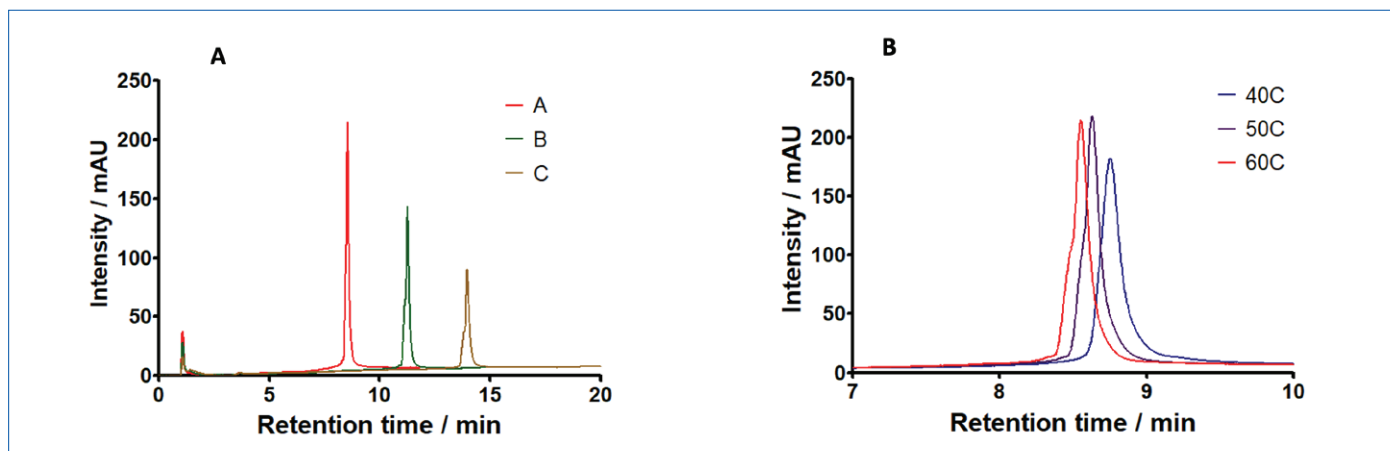 A
250
200
150
100
50
0
Intensity / mAU
0 5 10 15 20
Retention time / min
A
B
C
B
250
200
150
100
50
0
Intensity / mAU
7 8 9 10
Retention time / min
40C
50C
60C